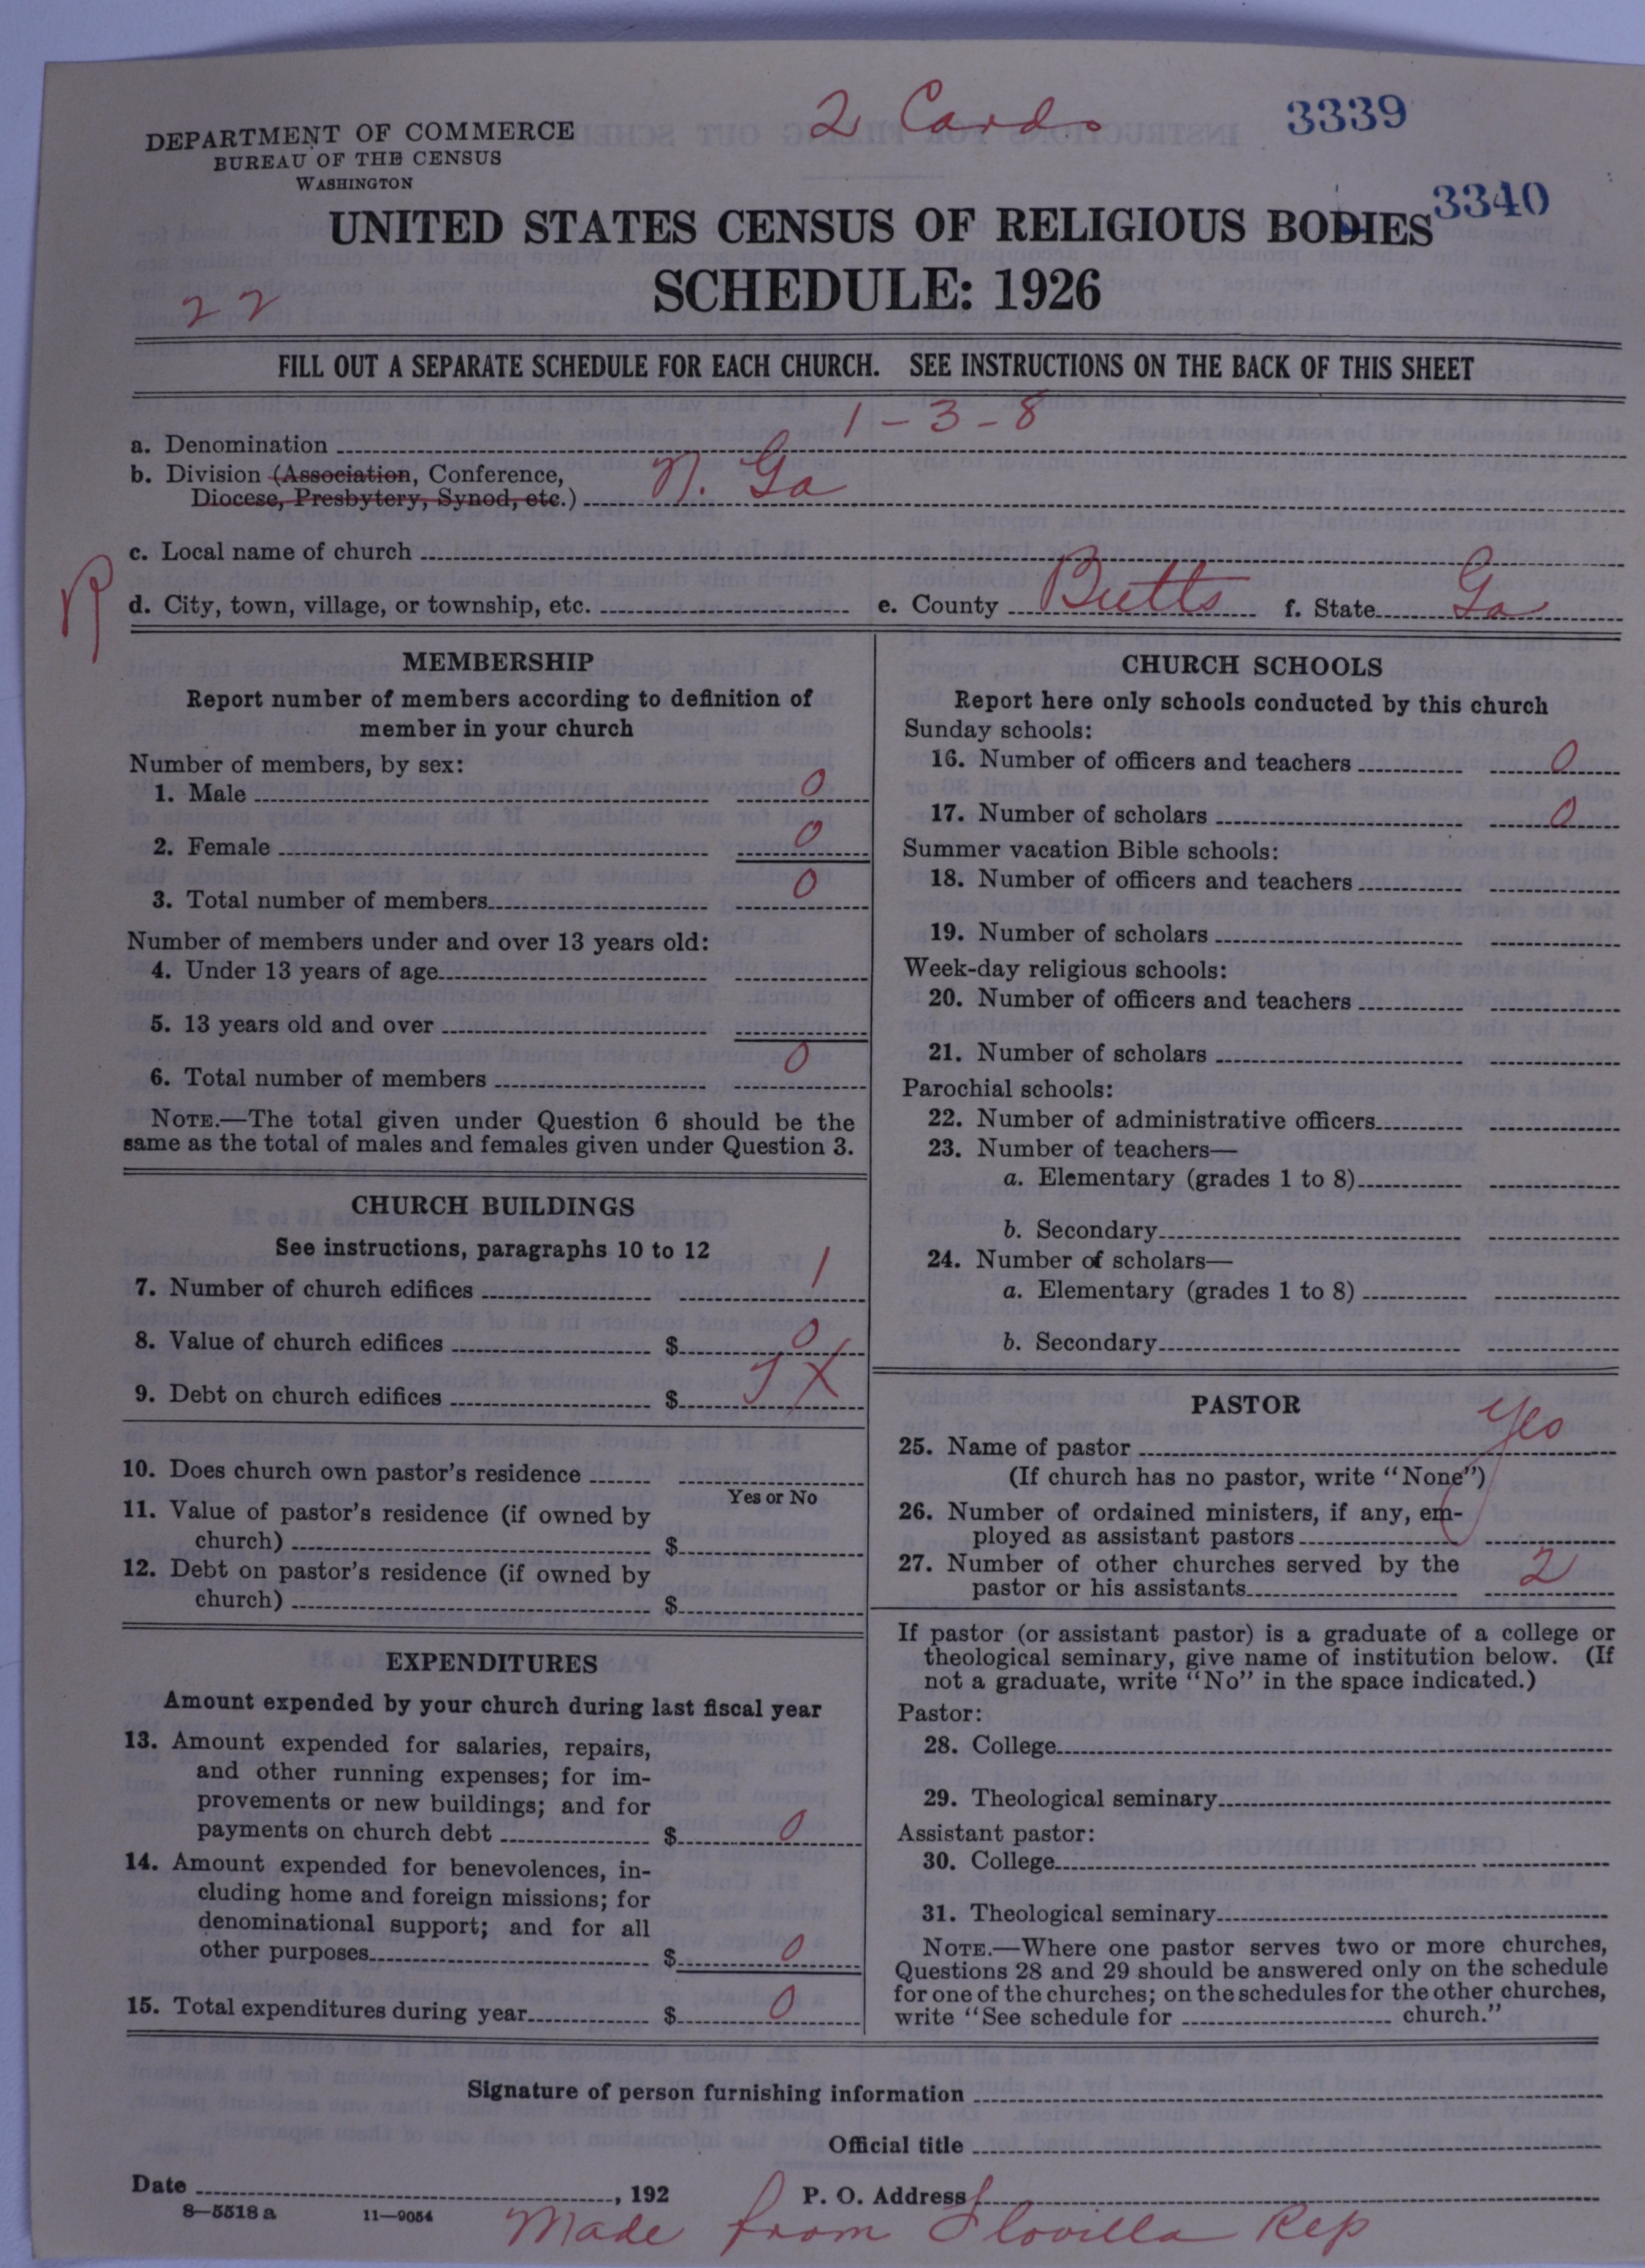 2 Cards
3339
DEPARTMENT OF COMMERCE
BUREAU OF THE CENSUS
WASHINGTON
3340
UNITED STATES CENSUS OF RELIGIOUS BODIES
SCHEDULE: 1926
22
FILL OUT A SEPARATE SCHEDULE FOR EACH CHURCH. SEE INSTRUCTIONS ON THE BACK OF THIS SHEET
a. Denomination 1-3-8
b. Division (Association, Conference,
Diocese, Presbytery, Synod, etc.) N. Ga
c. Local name of church
R
d. City, town, village, or township, etc. e. County Butts f. State Ga
MEMBERSHIP
Report number of members according to definition of
member in your church
Number of members, by sex:
1. Male 0
2. Female 0
3. Total number of members 0
Number of members under and over 13 years old:
4. Under 13 years of age
5. 13 years old and over
6. Total number of members 0
NOTE.—The total given under Question 6 should be the
same as the total of males and females given under Question 3.
CHURCH BUILDINGS
See instructions, paragraphs 10 to 12
7. Number of church edifices 1
8. Value of church edifices $ 0
9. Debt on church edifices $ X
10. Does church own pastor's residence
Yes or No
11. Value of pastor's residence (if owned by
church) $
12. Debt on pastor's residence (if owned by
church) $
EXPENDITURES
Amount expended by your church during last fiscal year
13. Amount expended for salaries, repairs,
and other running expenses; for im-
provements or new buildings; and for
payments on church debt $ 0
14. Amount expended for benevolences, in-
cluding home and foreign missions; for
denominational support; and for all
other purposes $ 0
15. Total expenditures during year $ 0
CHURCH SCHOOLS
Report here only schools conducted by this church
Sunday schools:
16. Number of officers and teachers 0
17. Number of scholars 0
Summer vacation Bible schools:
18. Number of officers and teachers
19. Number of scholars
Week-day religious schools:
20. Number of officers and teachers
21. Number of scholars
Parochial schools:
22. Number of administrative officers
23. Number of teachers—
a. Elementary (grades 1 to 8)
b. Secondary
24. Number of scholars—
a. Elementary (grades 1 to 8)
b. Secondary
PASTOR
25. Name of pastor yes
(If church has no pastor, write "None")
26. Number of ordained ministers, if any, em-
ployed as assistant pastors
27. Number of other churches served by the
pastor or his assistants 2
If pastor (or assistant pastor) is a graduate of a college or
theological seminary, give name of institution below. (If
not a graduate, write "No" in the space indicated.)
Pastor:
28. College
29. Theological seminary
Assistant pastor:
30. College
31. Theological seminary
NOTE.—Where one pastor serves two or more churches,
Questions 28 and 29 should be answered only on the schedule
for one of the churches; on the schedules for the other churches,
write "See schedule for church."
Signature of person furnishing information
Official title
Date , 192 P. O. Address
8—5518 a 11—9054
Made from Flovilla Rep